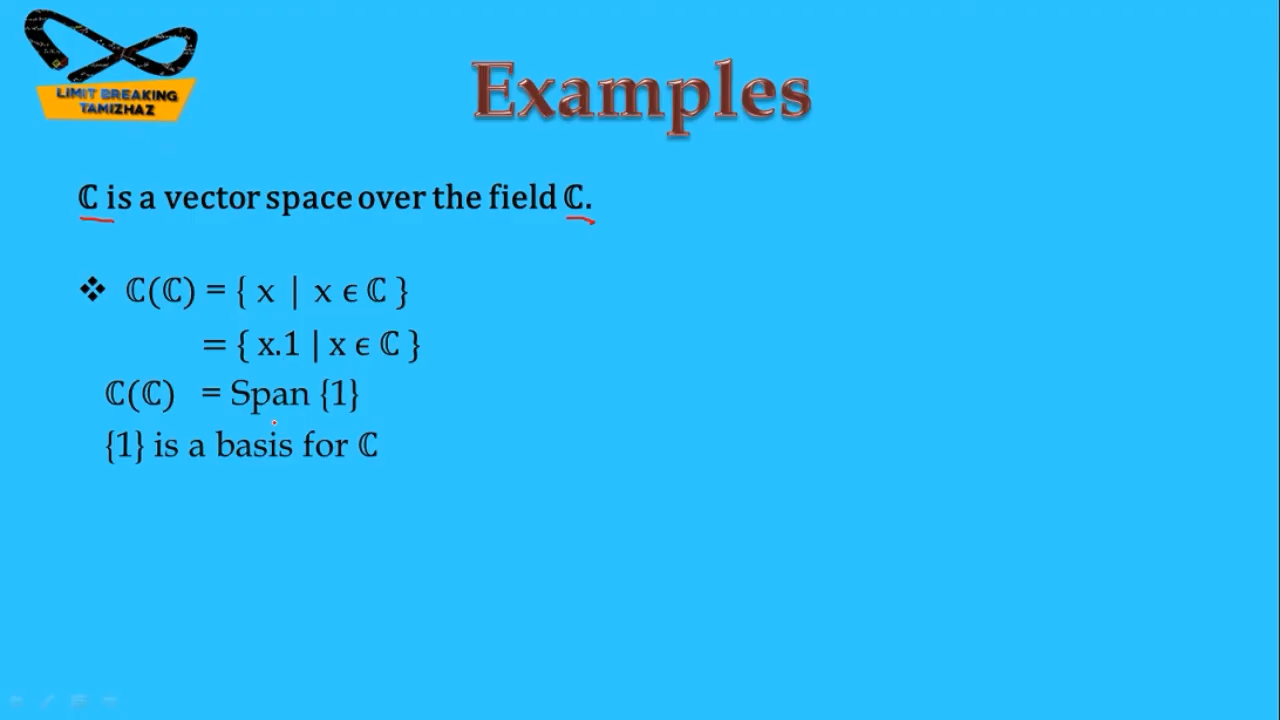 LIMIT BREAKING
TAMIZHAZ
Examples
ℂ is a vector space over the field ℂ.
❖ ℂ(ℂ) = { x | x ϵ ℂ }
= { x.1 | x ϵ ℂ }
ℂ(ℂ) = Span {1}
{1} is a basis for ℂ